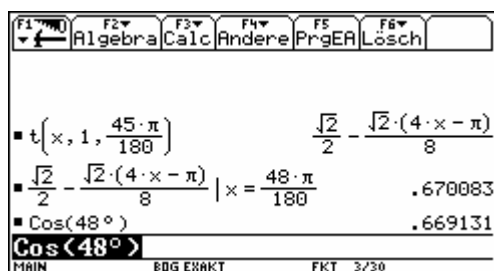 F1 F2 Algebra F3 Calc F4 Andere F5 PrgEA F6 Lösch
■ t(x, 1, 45·π/180) √2/2 - √2·(4·x - π)/8
■ √2/2 - √2·(4·x - π)/8 | x = 48·π/180 .670083
■ Cos(48°) .669131
Cos(48°)
MAIN BOG EXAKT FKT 3/30